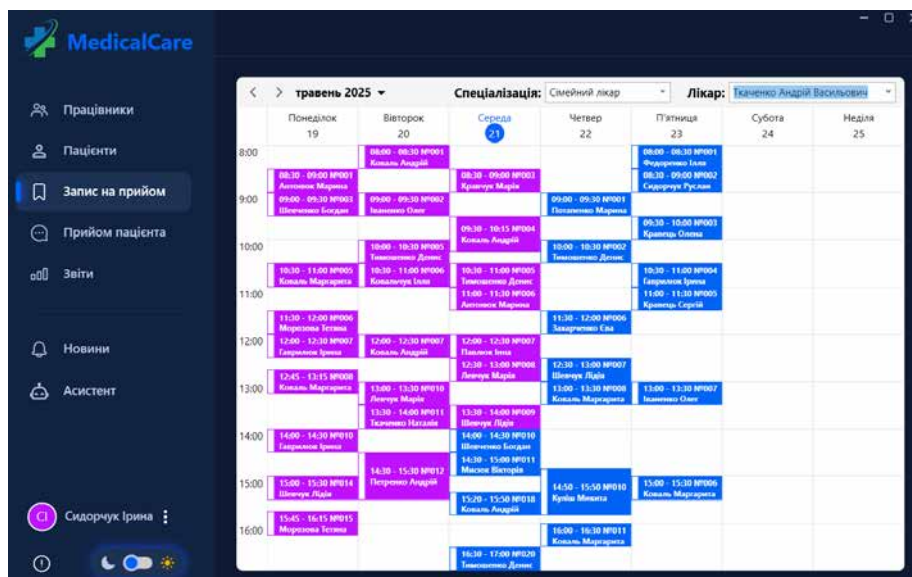 MedicalCare
Працівники
Пацієнти
Запис на прийом
Прийом пацієнта
Звіти
Новини
Асистент
СІ Сидорчук Ірина
травень 2025
Спеціалізація: Сімейний лікар
Лікар: Ткаченко Андрій Васильович
Понеділок Вівторок Середа Четвер П'ятниця Субота Неділя
19 20 21 22 23 24 25
8:00
9:00
10:00
11:00
12:00
13:00
14:00
15:00
16:00
08:30 - 09:00 №001
Антонюк Марина
09:00 - 09:30 №003
Шевченко Богдан
10:30 - 11:00 №005
Коваль Маргарита
11:30 - 12:00 №006
Морозова Тетяна
12:00 - 12:30 №007
Гаврилюк Ірина
12:45 - 13:15 №008
Коваль Маргарита
14:00 - 14:30 №010
Гаврилюк Ірина
15:00 - 15:30 №014
Шевчук Лідія
15:45 - 16:15 №015
Морозова Тетяна
08:00 - 08:30 №001
Коваль Андрій
09:00 - 09:30 №002
Іваненко Олег
10:00 - 10:30 №005
Тимошенко Денис
10:30 - 11:00 №006
Ковальчук Ілля
12:00 - 12:30 №007
Коваль Андрій
13:00 - 13:30 №010
Левчук Марія
13:30 - 14:00 №011
Ткаченко Наталія
14:30 - 15:30 №012
Петренко Андрій
08:30 - 09:00 №003
Кравчук Марія
09:30 - 10:15 №004
Коваль Андрій
10:30 - 11:00 №005
Тимошенко Денис
11:00 - 11:30 №006
Антонюк Марина
12:00 - 12:30 №007
Павлюк Інна
12:30 - 13:00 №008
Левчук Марія
13:30 - 14:00 №009
Шевчук Лідія
14:00 - 14:30 №010
Шевченко Богдан
14:30 - 15:00 №011
Мисюк Вікторія
15:20 - 15:50 №018
Коваль Андрій
16:30 - 17:00 №020
Тимошенко Денис
09:00 - 09:30 №001
Потапенко Марина
10:00 - 10:30 №002
Тимошенко Денис
11:30 - 12:00 №006
Захарченко Єва
12:30 - 13:00 №007
Шевчук Лідія
13:00 - 13:30 №008
Коваль Маргарита
14:50 - 15:50 №010
Куліш Микита
16:00 - 16:30 №011
Коваль Маргарита
08:00 - 08:30 №001
Федоренко Ілля
08:30 - 09:00 №002
Сидорчук Руслан
09:30 - 10:00 №003
Кравець Олена
10:30 - 11:00 №004
Гаврилюк Ірина
11:00 - 11:30 №005
Кравець Сергій
13:00 - 13:30 №007
Іваненко Олег
15:00 - 15:30 №006
Коваль Маргарита